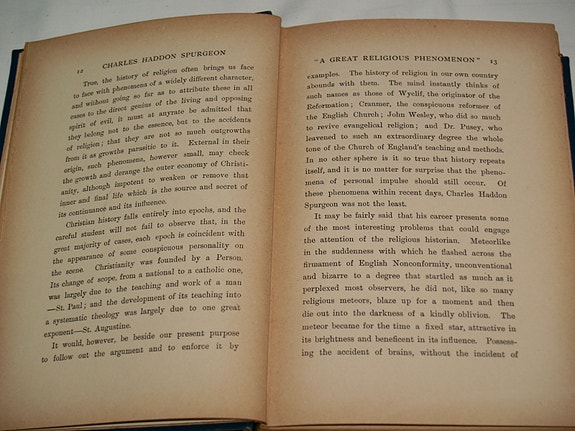 12 CHARLES HADDON SPURGEON
True, the history of religion often brings us face
to face with phenomena of a widely different character,
and without going so far as to attribute these in all
cases to the direct genius of the living and opposing
spirit of evil, it must at anyrate be admitted that
they belong not to the essence, but to the accidents
of religion; that they are not so much outgrowths
from it as growths parasitic to it. External in their
origin, such phenomena, however small, may check
the growth and derange the outer economy of Christi-
anity, although impotent to weaken or remove that
inner and final life which is the source and secret of
its continuance and its influence.
Christian history falls entirely into epochs, and the
careful student will not fail to observe that, in the
great majority of cases, each epoch is coincident with
the appearance of some conspicuous personality on
the scene. Christianity was founded by a Person.
Its change of scope, from a national to a catholic one,
was largely due to the teaching and work of a man
—St. Paul; and the development of its teaching into
a systematic theology was largely due to one great
exponent—St. Augustine.
It would, however, be beside our present purpose
to follow out the argument and to enforce it by
"A GREAT RELIGIOUS PHENOMENON" 13
examples. The history of religion in our own country
abounds with them. The mind instantly thinks of
such names as those of Wyclif, the originator of the
Reformation; Cranmer, the conspicuous reformer of
the English Church; John Wesley, who did so much
to revive evangelical religion; and Dr. Pusey, who
leavened to such an extraordinary degree the whole
tone of the Church of England's teaching and methods.
In no other sphere is it so true that history repeats
itself, and it is no matter for surprise that the pheno-
mena of personal impulse should still occur. Of
these phenomena within recent days, Charles Haddon
Spurgeon was not the least.
It may be fairly said that his career presents some
of the most interesting problems that could engage
the attention of the religious historian. Meteorlike
in the suddenness with which he flashed across the
firmament of English Nonconformity, unconventional
and bizarre to a degree that startled as much as it
perplexed most observers, he did not, like so many
religious meteors, blaze up for a moment and then
die out into the darkness of a kindly oblivion. The
meteor became for the time a fixed star, attractive in
its brightness and beneficent in its influence. Possess-
ing the accident of brains, without the incident of